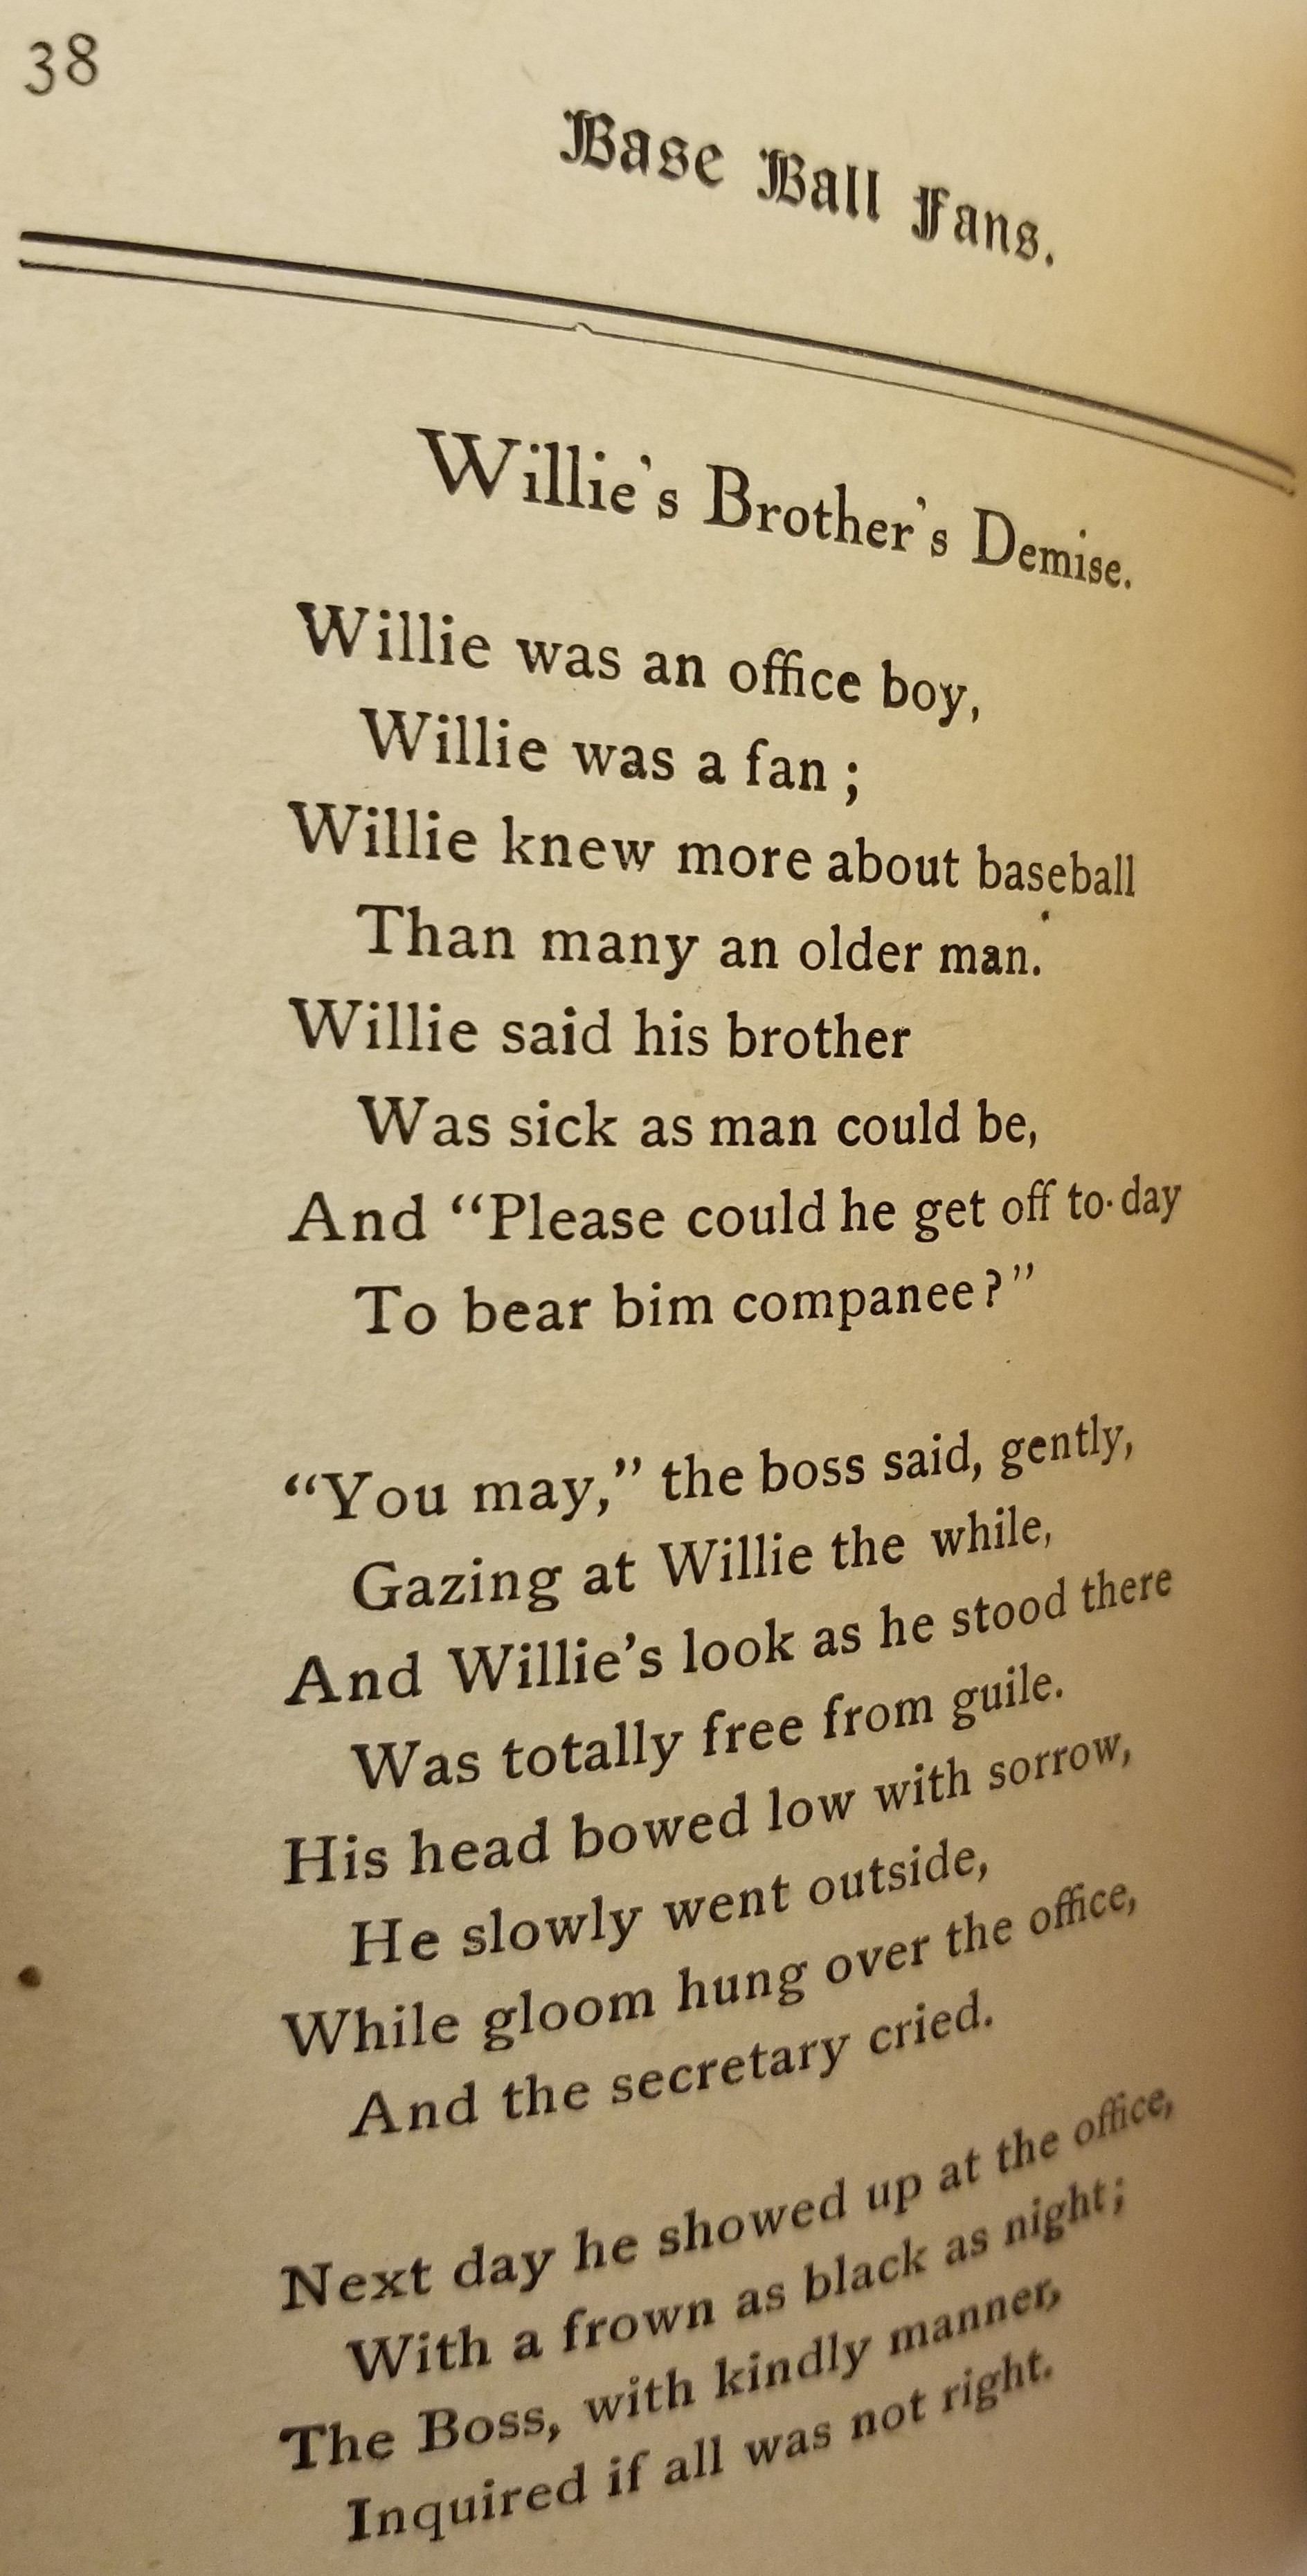 38
Base Ball Fans.
Willie's Brother's Demise.
Willie was an office boy,
Willie was a fan ;
Willie knew more about baseball
Than many an older man.
Willie said his brother
Was sick as man could be,
And “Please could he get off to-day
To bear bim companee?”
“You may,” the boss said, gently,
Gazing at Willie the while,
And Willie’s look as he stood there
Was totally free from guile.
His head bowed low with sorrow,
He slowly went outside,
While gloom hung over the office,
And the secretary cried.
Next day he showed up at the office,
With a frown as black as night;
The Boss, with kindly manner,
Inquired if all was not right.